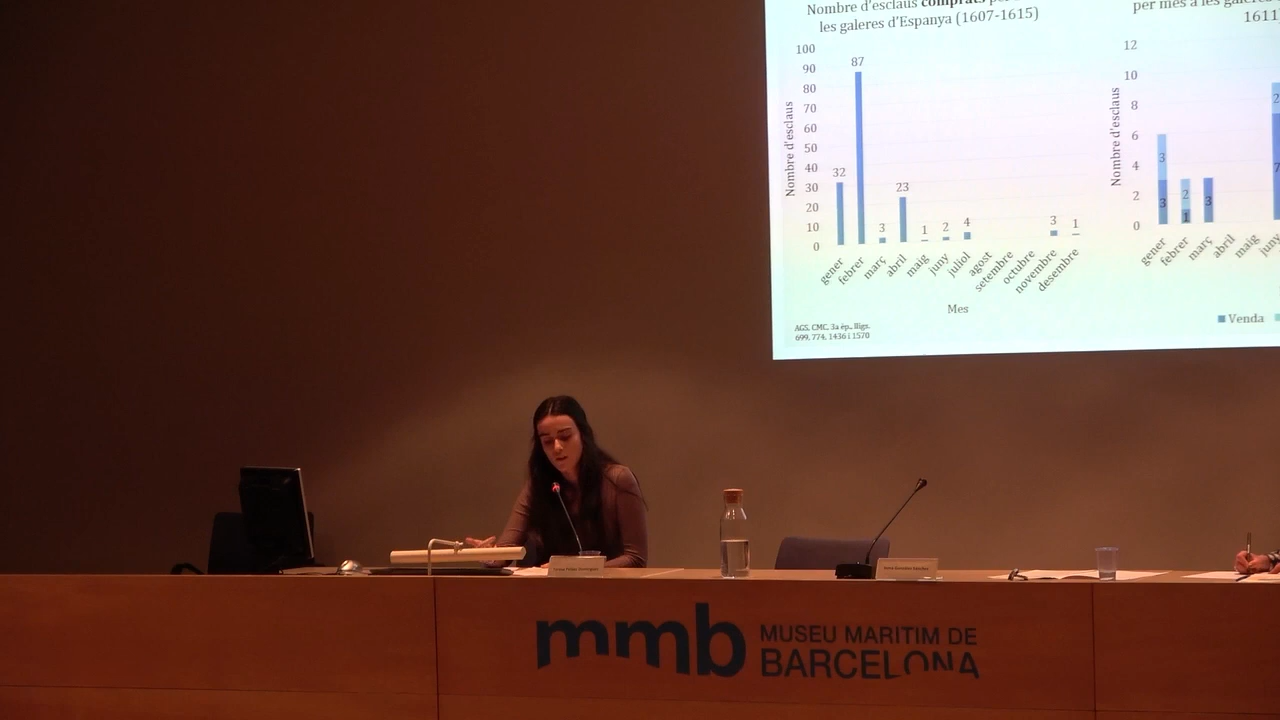 Nombre d'esclaus comprats
les galeres d'Espanya (1607-1615)
100
90
80
70
60
50
40
30
20
10
0
Nombre d'esclaus
32
87
3
23
1
2
4
3
1
gener
febrer
març
abril
maig
juny
juliol
agost
setembre
octubre
novembre
desembre
Mes
AGS, CMC, 3a èp., lligs.
699, 774, 1436 i 1570
per mes a les galeres
1611
12
10
8
6
4
2
0
Nombre d'esclaus
3
3
2
1
3
2
7
gener
febrer
març
abril
maig
juny
Venda
mmb
MUSEU MARITIM DE
BARCELONA